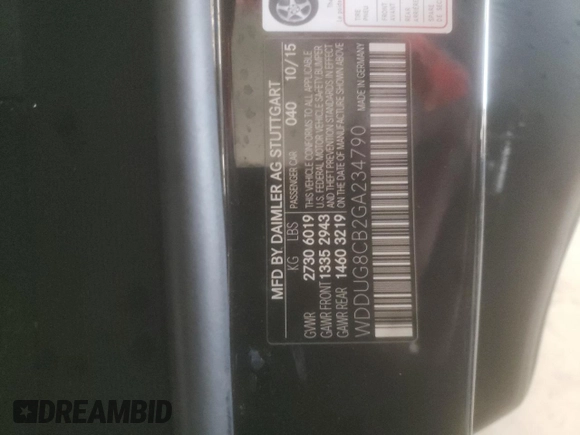 MFD BY DAIMLER AG STUTTGART
KG LBS PASSENGER CAR 040 10/15
GVWR 2730 6019 THIS VEHICLE CONFORMS TO ALL APPLICABLE
GAWR FRONT 1335 2943 U.S. FEDERAL MOTOR VEHICLE SAFETY BUMPER
AND THEFT PREVENTION STANDARDS IN EFFECT
GAWR REAR 1460 3219 ON THE DATE OF MANUFACTURE SHOWN ABOVE
WDDUG8CB2GA234790
MADE IN GERMANY
DREAMBID